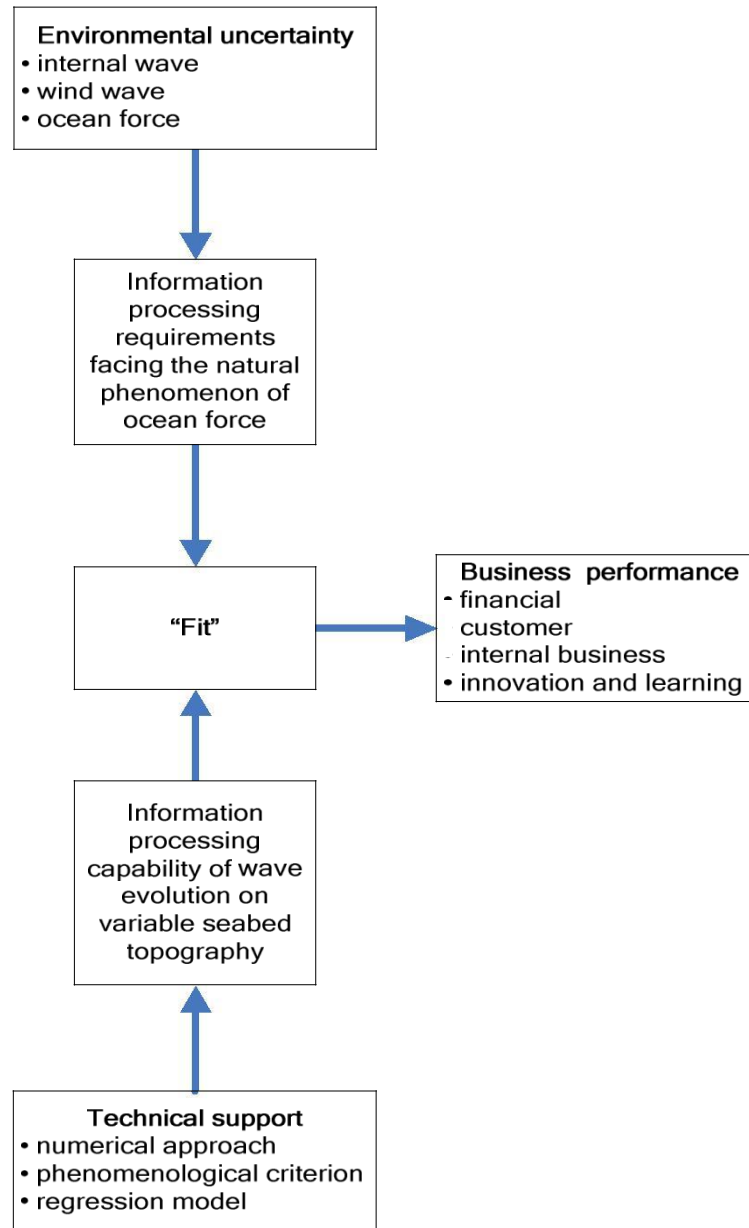 Environmental uncertainty
• internal wave
• wind wave
• ocean force
Information
processing
requirements
facing the natural
phenomenon of
ocean force
“Fit”
Business performance
• financial
customer
internal business
• innovation and learning
Information
processing
capability of wave
evolution on
variable seabed
topography
Technical support
• numerical approach
• phenomenological criterion
• regression model